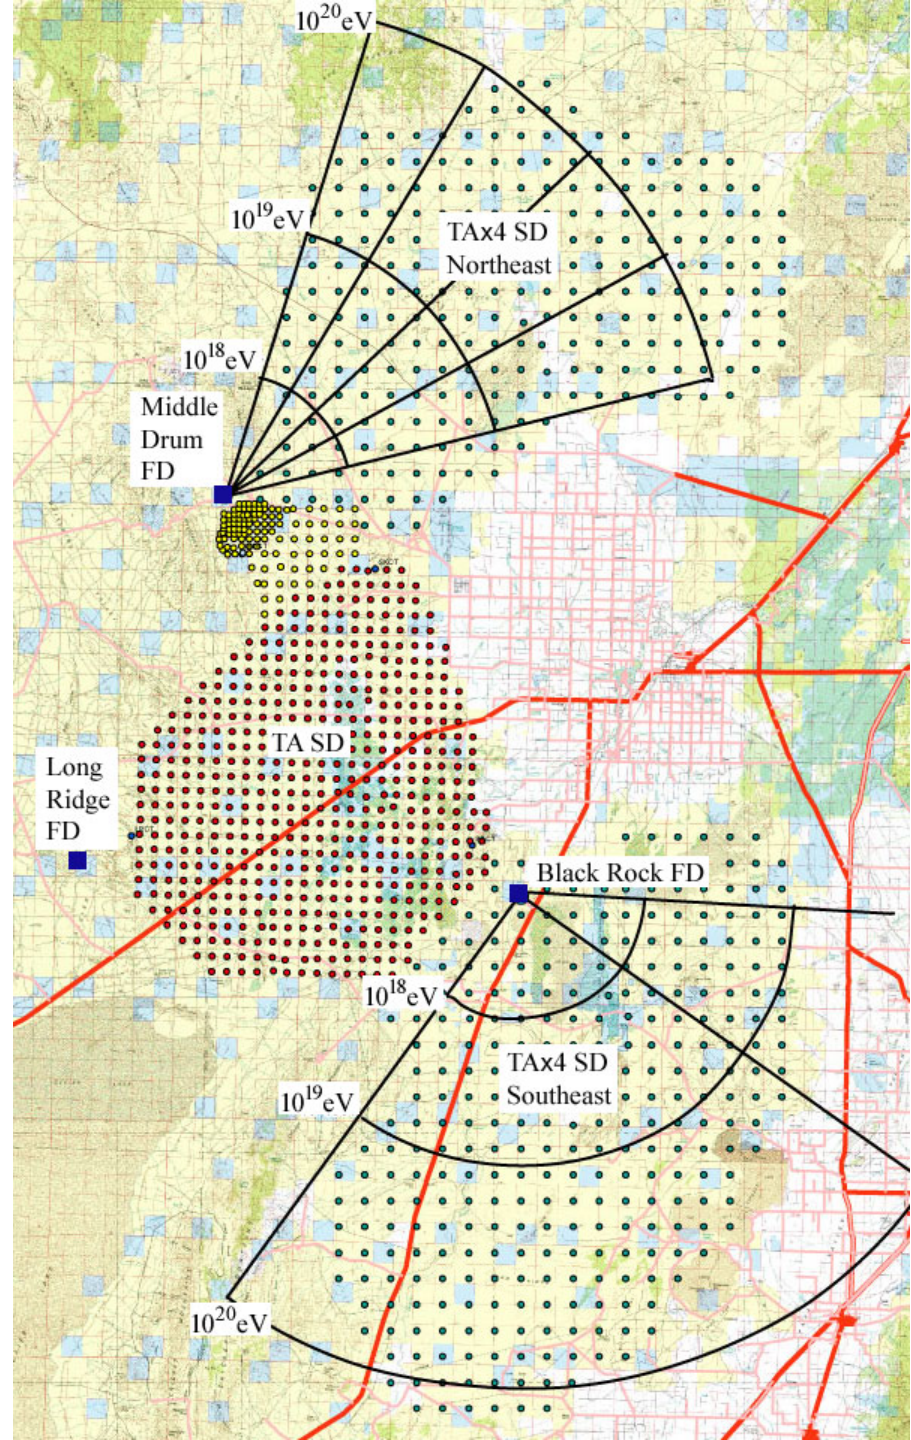 10²⁰eV
10¹⁹eV
TAx4 SD
Northeast
10¹⁸eV
Middle
Drum
FD
TA SD
Long
Ridge
FD
Black Rock FD
10¹⁸eV
TAx4 SD
Southeast
10¹⁹eV
10²⁰eV